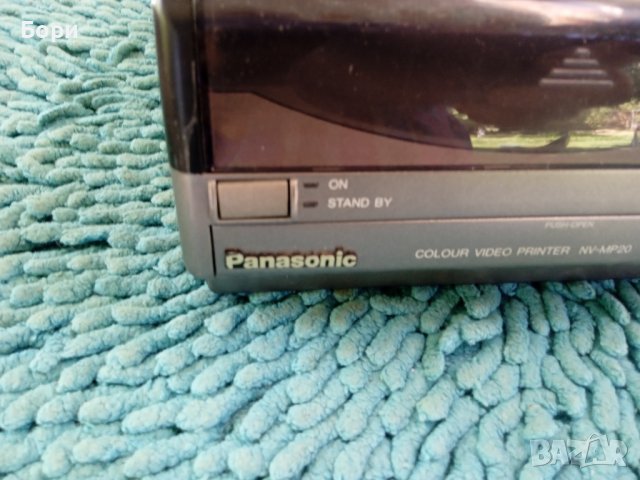 Бори
ON
STAND BY
PUSH-OPEN
Panasonic
COLOUR VIDEO PRINTER NV-MP20
BAZAR